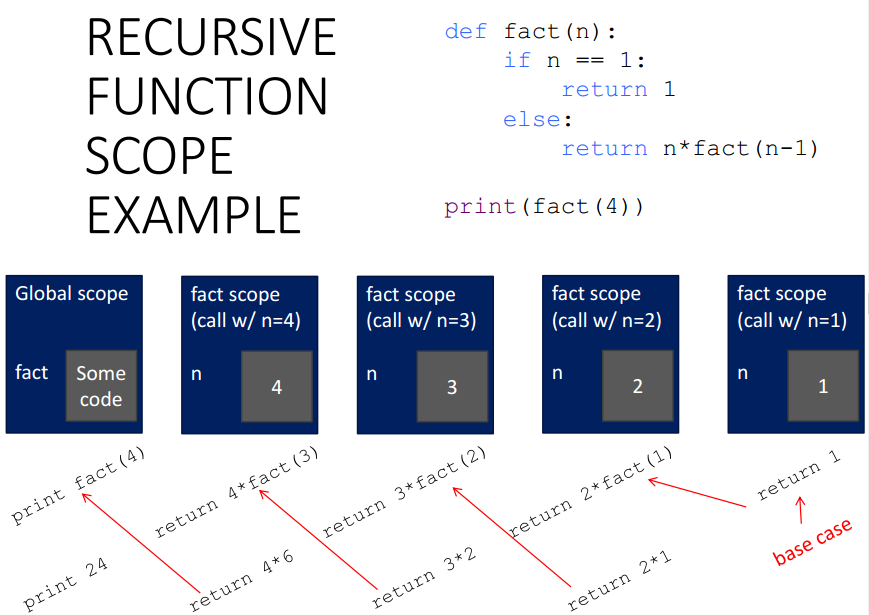 RECURSIVE
FUNCTION
SCOPE
EXAMPLE
def fact(n):
    if n == 1:
        return 1
    else:
        return n*fact(n-1)
print(fact(4))
Global scope
fact
Some
code
fact scope
(call w/ n=4)
n
4
fact scope
(call w/ n=3)
n
3
fact scope
(call w/ n=2)
n
2
fact scope
(call w/ n=1)
n
1
print fact(4)
return 4*fact(3)
return 3*fact(2)
return 2*fact(1)
return 1
base case
print 24
return 4*6
return 3*2
return 2*1